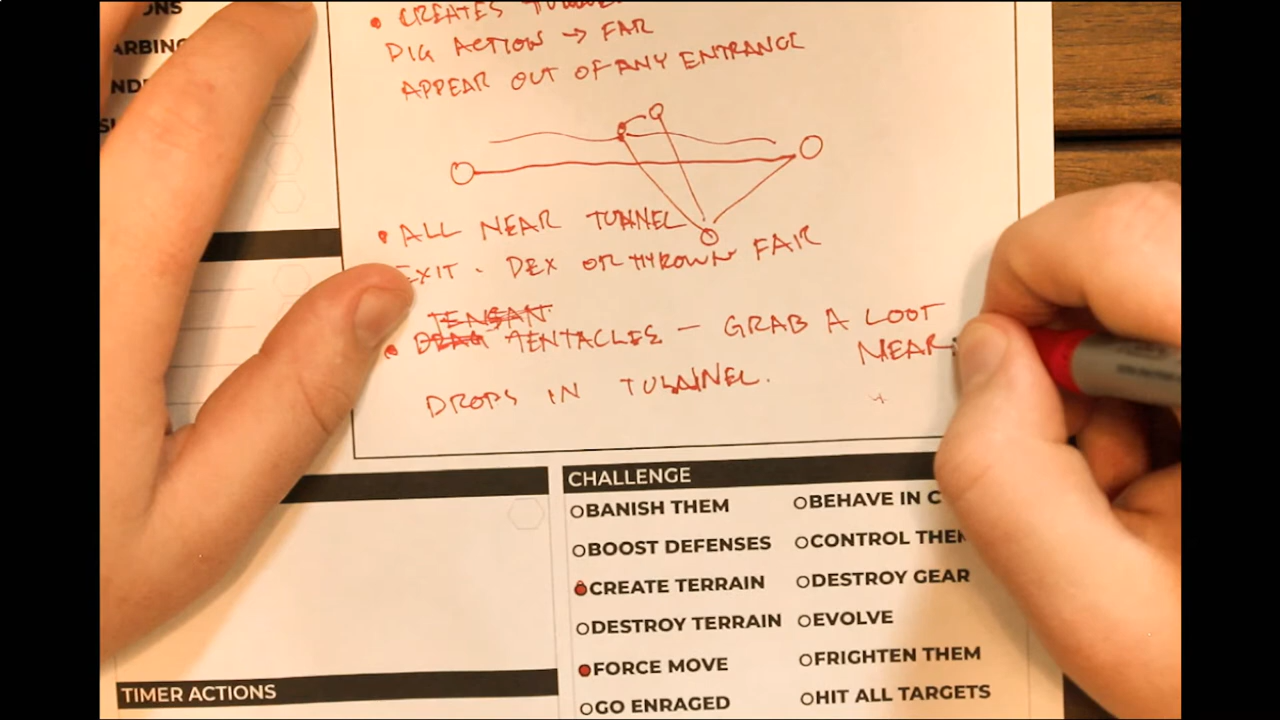 ONS
ARBING
• CREATES
DIG ACTION → FAR
APPEAR OUT OF ANY ENTRANCE
• ALL NEAR TUNNEL
EXIT - DEX OR THROWN FAR
• TENTACLES - GRAB A LOOT
NEAR
DROPS IN TUNNEL.
CHALLENGE
BANISH THEM
BEHAVE IN C
BOOST DEFENSES
CONTROL THEM
CREATE TERRAIN
DESTROY GEAR
DESTROY TERRAIN
EVOLVE
FORCE MOVE
FRIGHTEN THEM
GO ENRAGED
HIT ALL TARGETS
TIMER ACTIONS